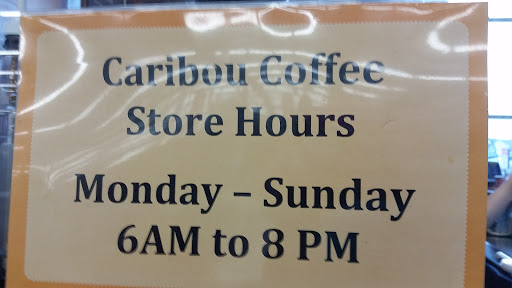 Caribou Coffee
Store Hours
Monday – Sunday
6AM to 8 PM